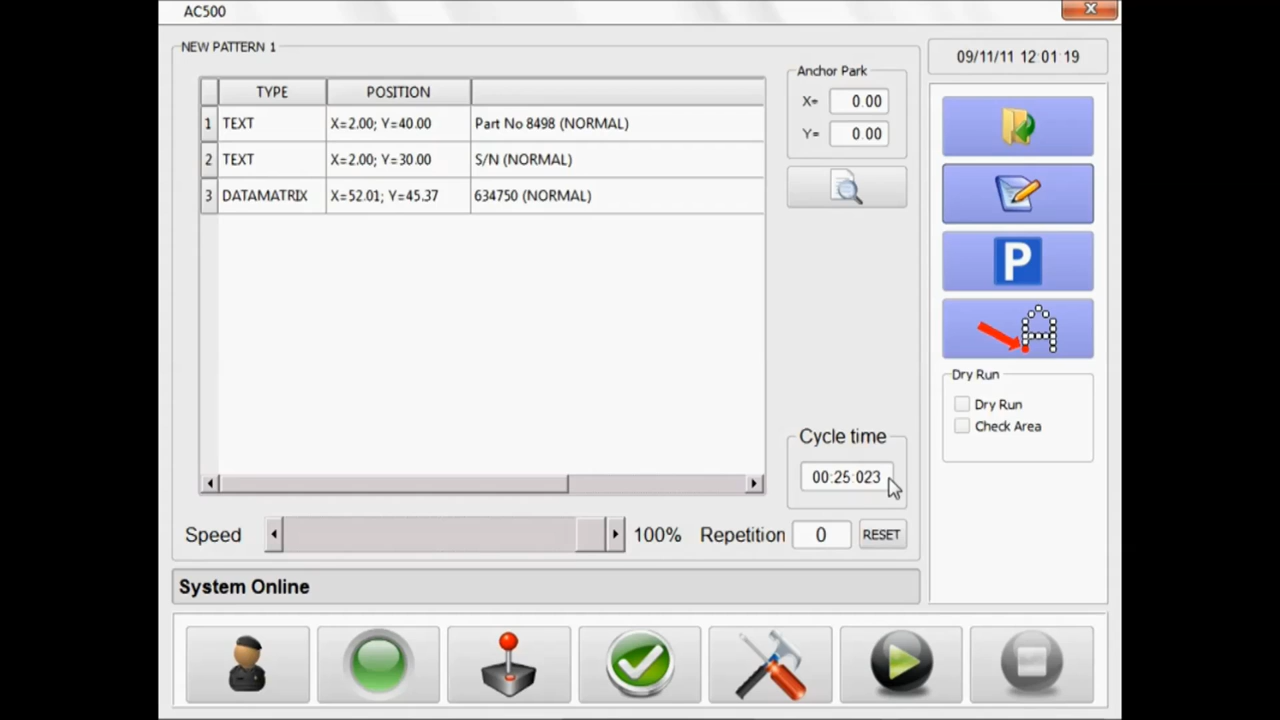 AC500
NEW PATTERN 1
09/11/11 12:01:19
TYPE POSITION
1 TEXT X=2.00; Y=40.00 Part No 8498 (NORMAL)
2 TEXT X=2.00; Y=30.00 S/N (NORMAL)
3 DATAMATRIX X=52.01; Y=45.37 634750 (NORMAL)
Anchor Park
X= 0.00
Y= 0.00
P
A
Dry Run
Dry Run
Check Area
Cycle time
00:25:023
Speed 100% Repetition 0 RESET
System Online